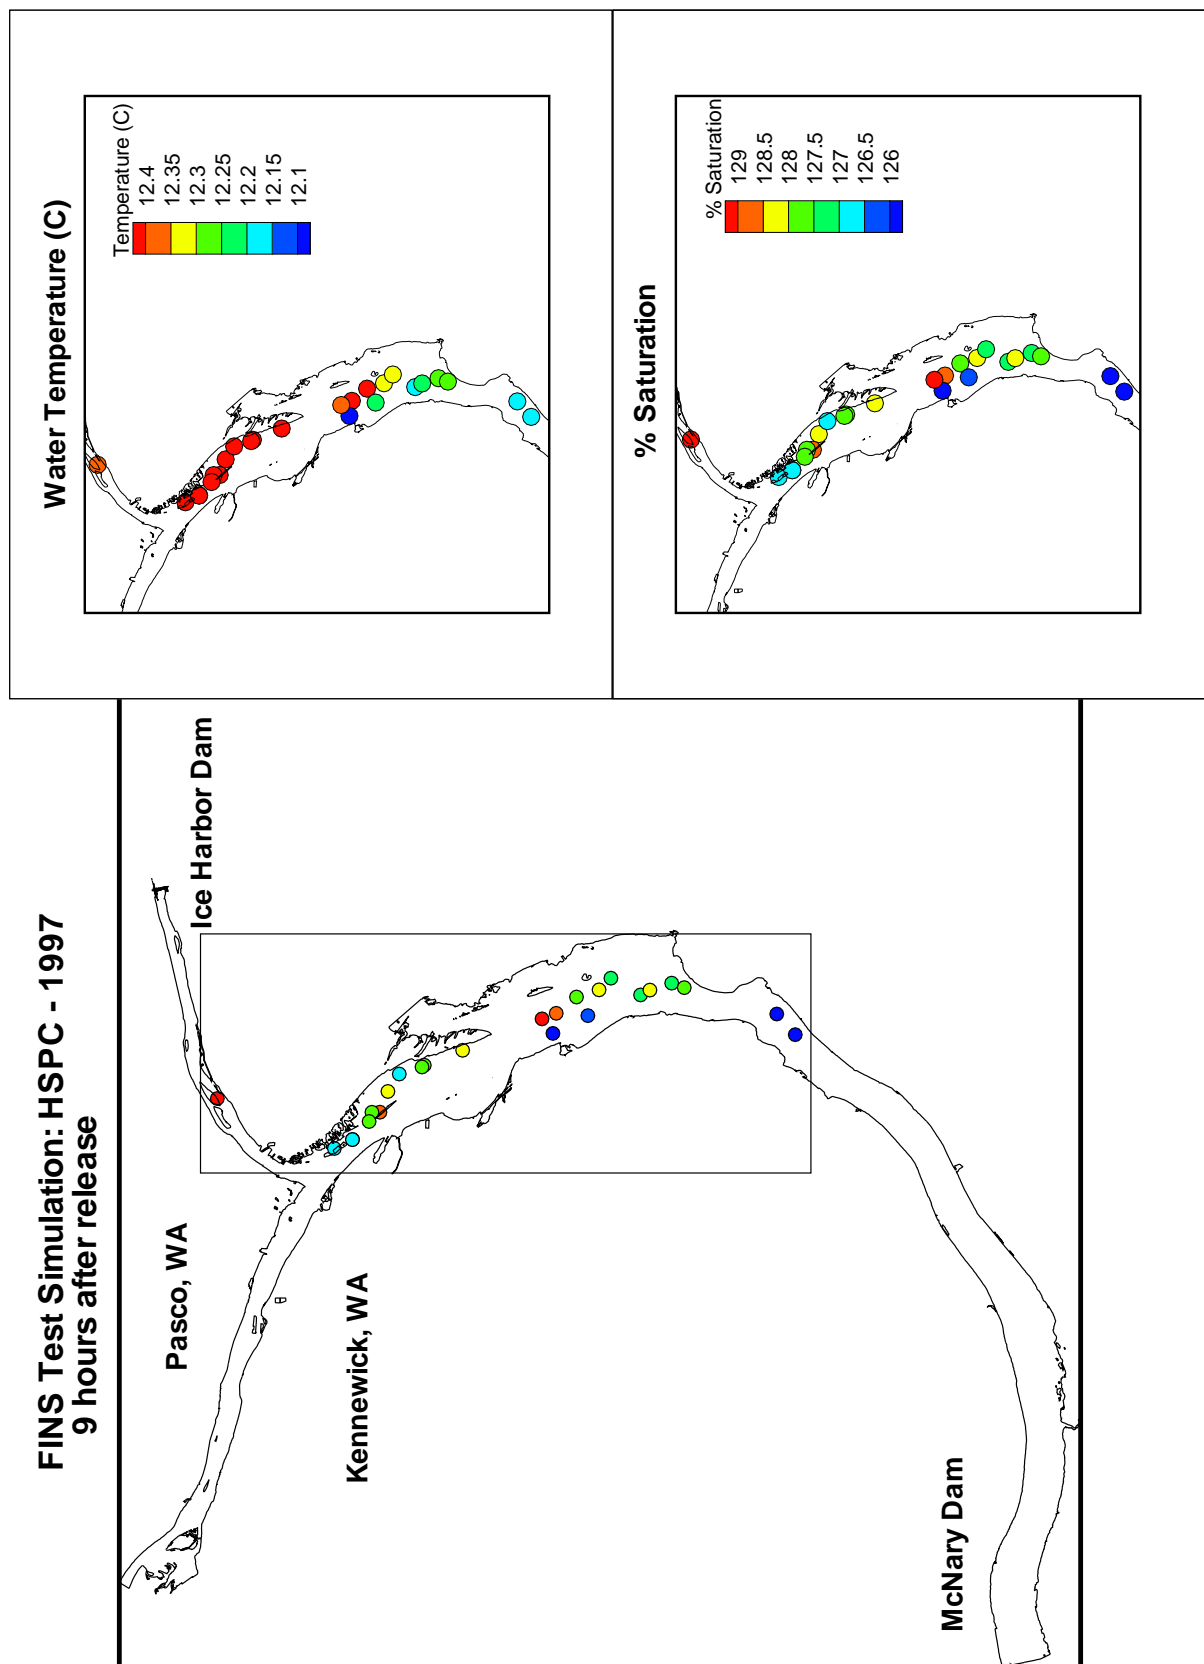 FINS Test Simulation: HSPC - 1997
9 hours after release
Pasco, WA
Kennewick, WA
Ice Harbor Dam
McNary Dam
Water Temperature (C)
Temperature (C)
12.4
12.35
12.3
12.25
12.2
12.15
12.1
% Saturation
% Saturation
129
128.5
128
127.5
127
126.5
126